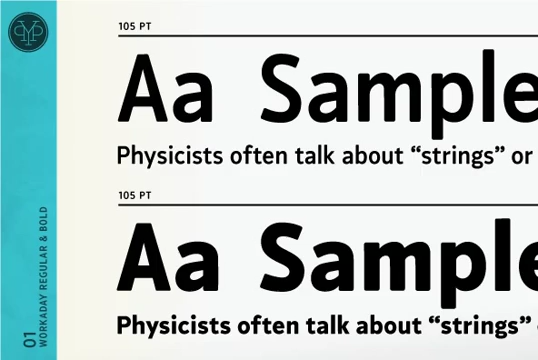 105 PT
Aa Sample
Physicists often talk about “strings” or
105 PT
Aa Sample
Physicists often talk about “strings”
01
WORKADAY REGULAR & BOLD